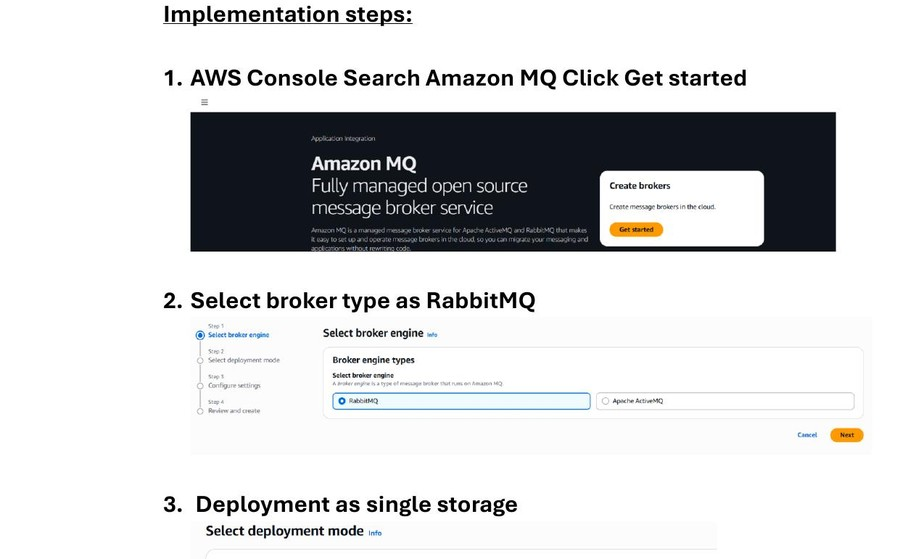 Implementation steps:
1. AWS Console Search Amazon MQ Click Get started
Application Integration
Amazon MQ
Fully managed open source
message broker service
Amazon MQ is a managed message broker service for Apache ActiveMQ and RabbitMQ that makes
it easy to set up and operate message brokers in the cloud, so you can migrate your messaging and
applications without rewriting code.
Create brokers
Create message brokers in the cloud.
Get started
2. Select broker type as RabbitMQ
Step 1
Select broker engine
Step 2
Select deployment mode
Step 3
Configure settings
Step 4
Review and create
Select broker engine Info
Broker engine types
Select broker engine
A broker engine is a type of message broker that runs on Amazon MQ
RabbitMQ
Apache ActiveMQ
Cancel
Next
3. Deployment as single storage
Select deployment mode Info